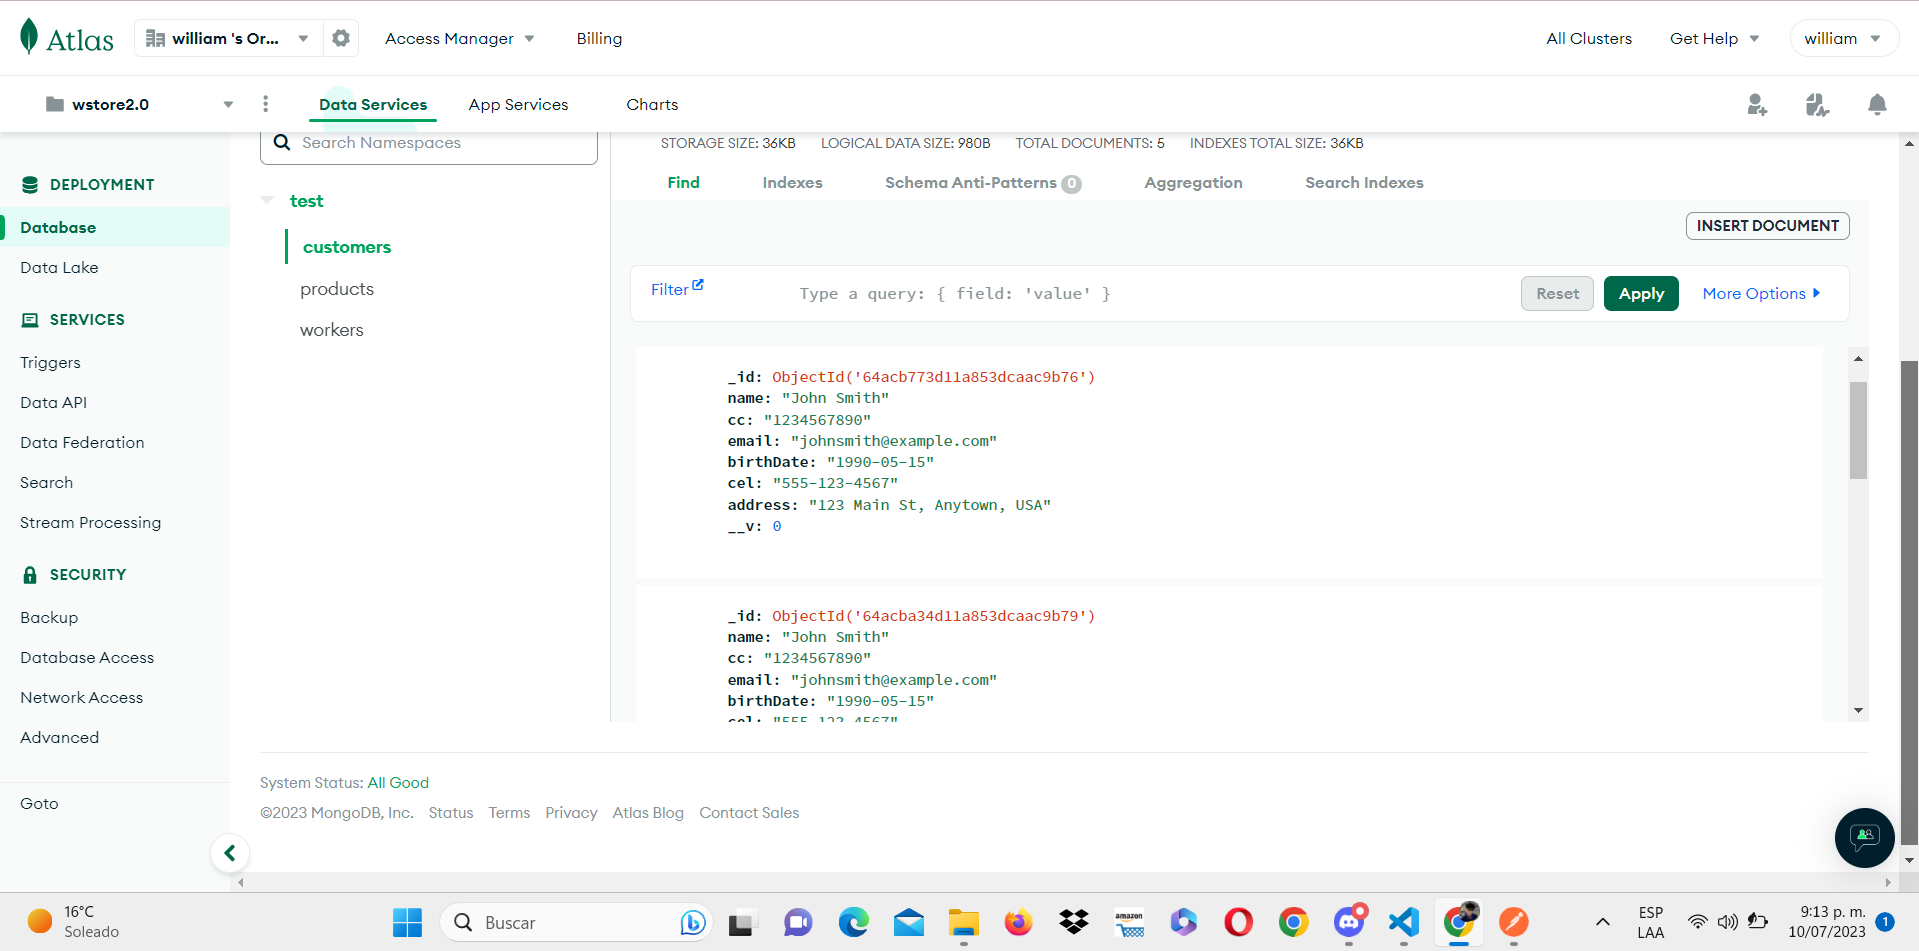 Atlas
william 's Or...
Access Manager
Billing
All Clusters
Get Help
william
wstore2.0
Data Services
App Services
Charts
Search Namespaces
STORAGE SIZE: 36KB LOGICAL DATA SIZE: 980B TOTAL DOCUMENTS: 5 INDEXES TOTAL SIZE: 36KB
DEPLOYMENT
Database
Data Lake
SERVICES
Triggers
Data API
Data Federation
Search
Stream Processing
SECURITY
Backup
Database Access
Network Access
Advanced
Goto
test
customers
products
workers
Find
Indexes
Schema Anti-Patterns 0
Aggregation
Search Indexes
INSERT DOCUMENT
Filter
Type a query: { field: 'value' }
Reset
Apply
More Options
_id: ObjectId('64acb773d11a853dcaac9b76')
name: "John Smith"
cc: "1234567890"
email: "johnsmith@example.com"
birthDate: "1990-05-15"
cel: "555-123-4567"
address: "123 Main St, Anytown, USA"
__v: 0
_id: ObjectId('64acba34d11a853dcaac9b79')
name: "John Smith"
cc: "1234567890"
email: "johnsmith@example.com"
birthDate: "1990-05-15"
cel: "555-123-4567"
System Status: All Good
©2023 MongoDB, Inc. Status Terms Privacy Atlas Blog Contact Sales
16°C
Soleado
Buscar
amazon
ESP
LAA
9:13 p. m.
10/07/2023
1